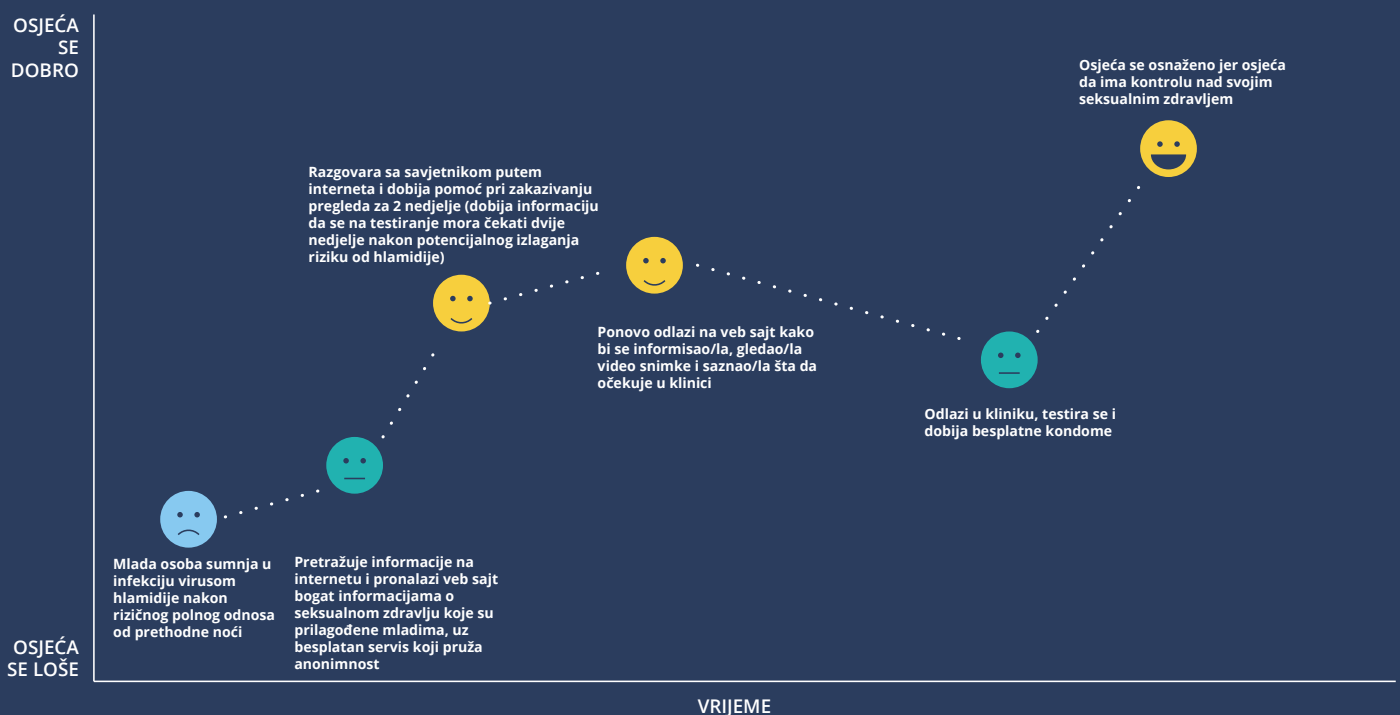 OSJEĆA
SE
DOBRO
Osjeća se osnaženo jer osjeća
da ima kontrolu nad svojim
seksualnim zdravljem
Razgovara sa savjetnikom putem
interneta i dobija pomoć pri zakazivanju
pregleda za 2 nedjelje (dobija informaciju
da se na testiranje mora čekati dvije
nedjelje nakon potencijalnog izlaganja
riziku od hlamidije)
Ponovo odlazi na veb sajt kako
bi se informisao/la, gledao/la
video snimke i saznao/la šta da
očekuje u klinici
Odlazi u kliniku, testira se i
dobija besplatne kondome
Mlada osoba sumnja u
infekciju virusom
hlamidije nakon
rizičnog polnog odnosa
od prethodne noći
Pretražuje informacije na
internetu i pronalazi veb sajt
bogat informacijama o
seksualnom zdravlju koje su
prilagođene mladima, uz
besplatan servis koji pruža
anonimnost
OSJEĆA
SE LOŠE
VRIJEME